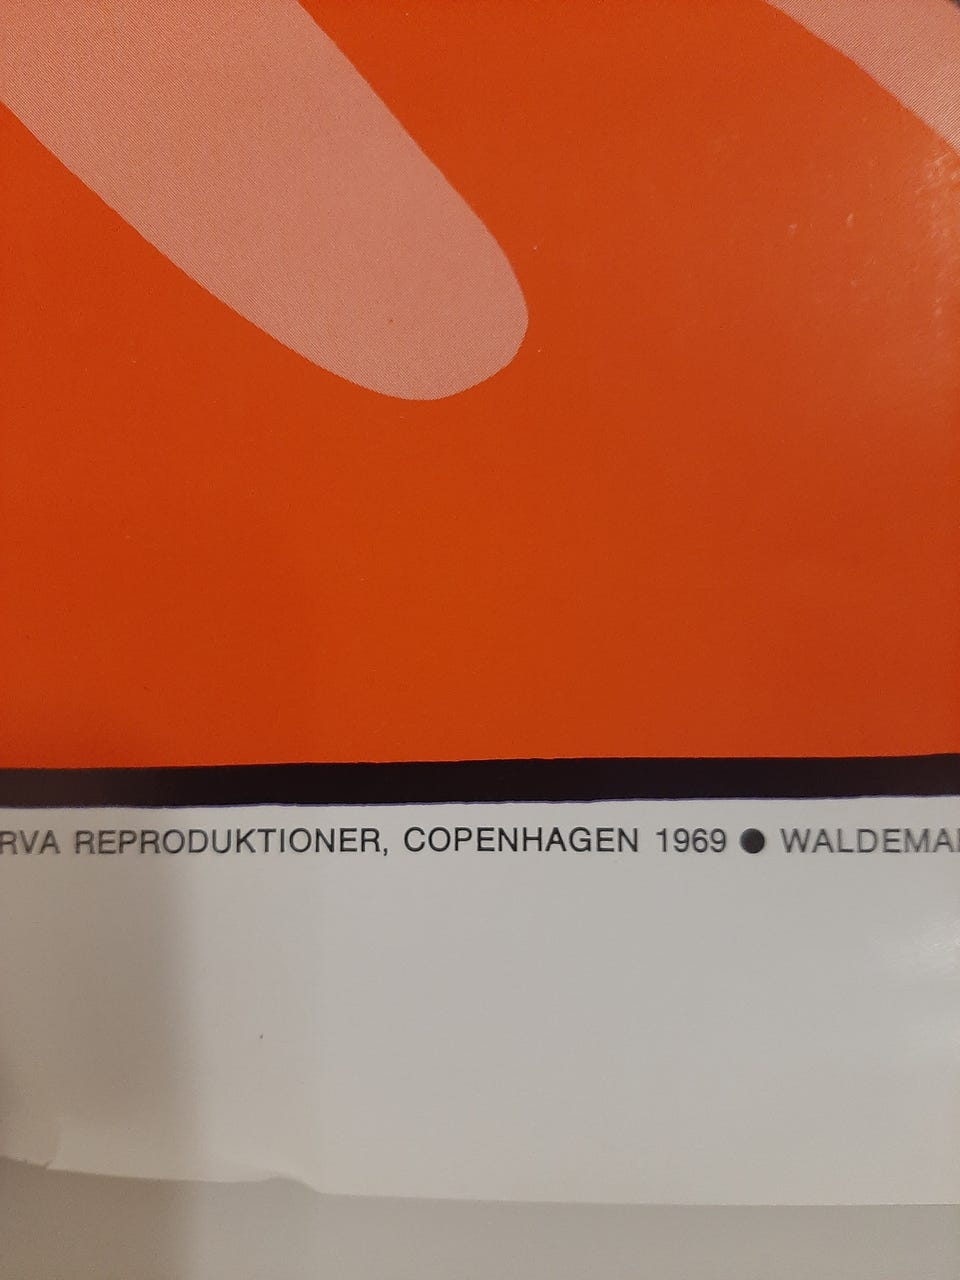 RVA REPRODUKTIONER, COPENHAGEN 1969 ● WALDEMA